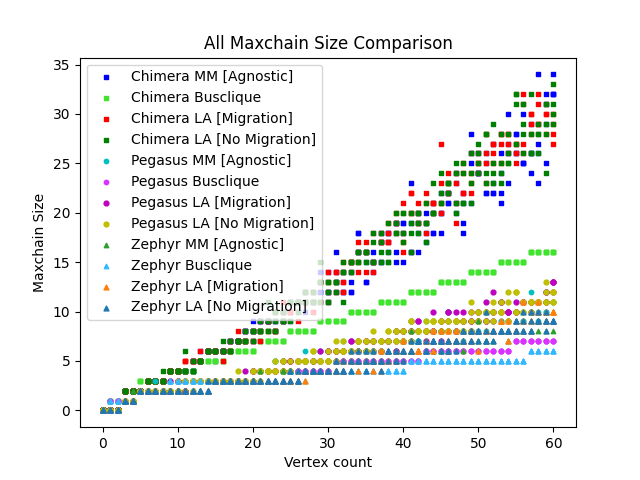 All Maxchain Size Comparison
35
30
25
20
15
10
5
0
Maxchain Size
Chimera MM [Agnostic]
Chimera Busclique
Chimera LA [Migration]
Chimera LA [No Migration]
Pegasus MM [Agnostic]
Pegasus Busclique
Pegasus LA [Migration]
Pegasus LA [No Migration]
Zephyr MM [Agnostic]
Zephyr Busclique
Zephyr LA [Migration]
Zephyr LA [No Migration]
0 10 20 30 40 50 60
Vertex count